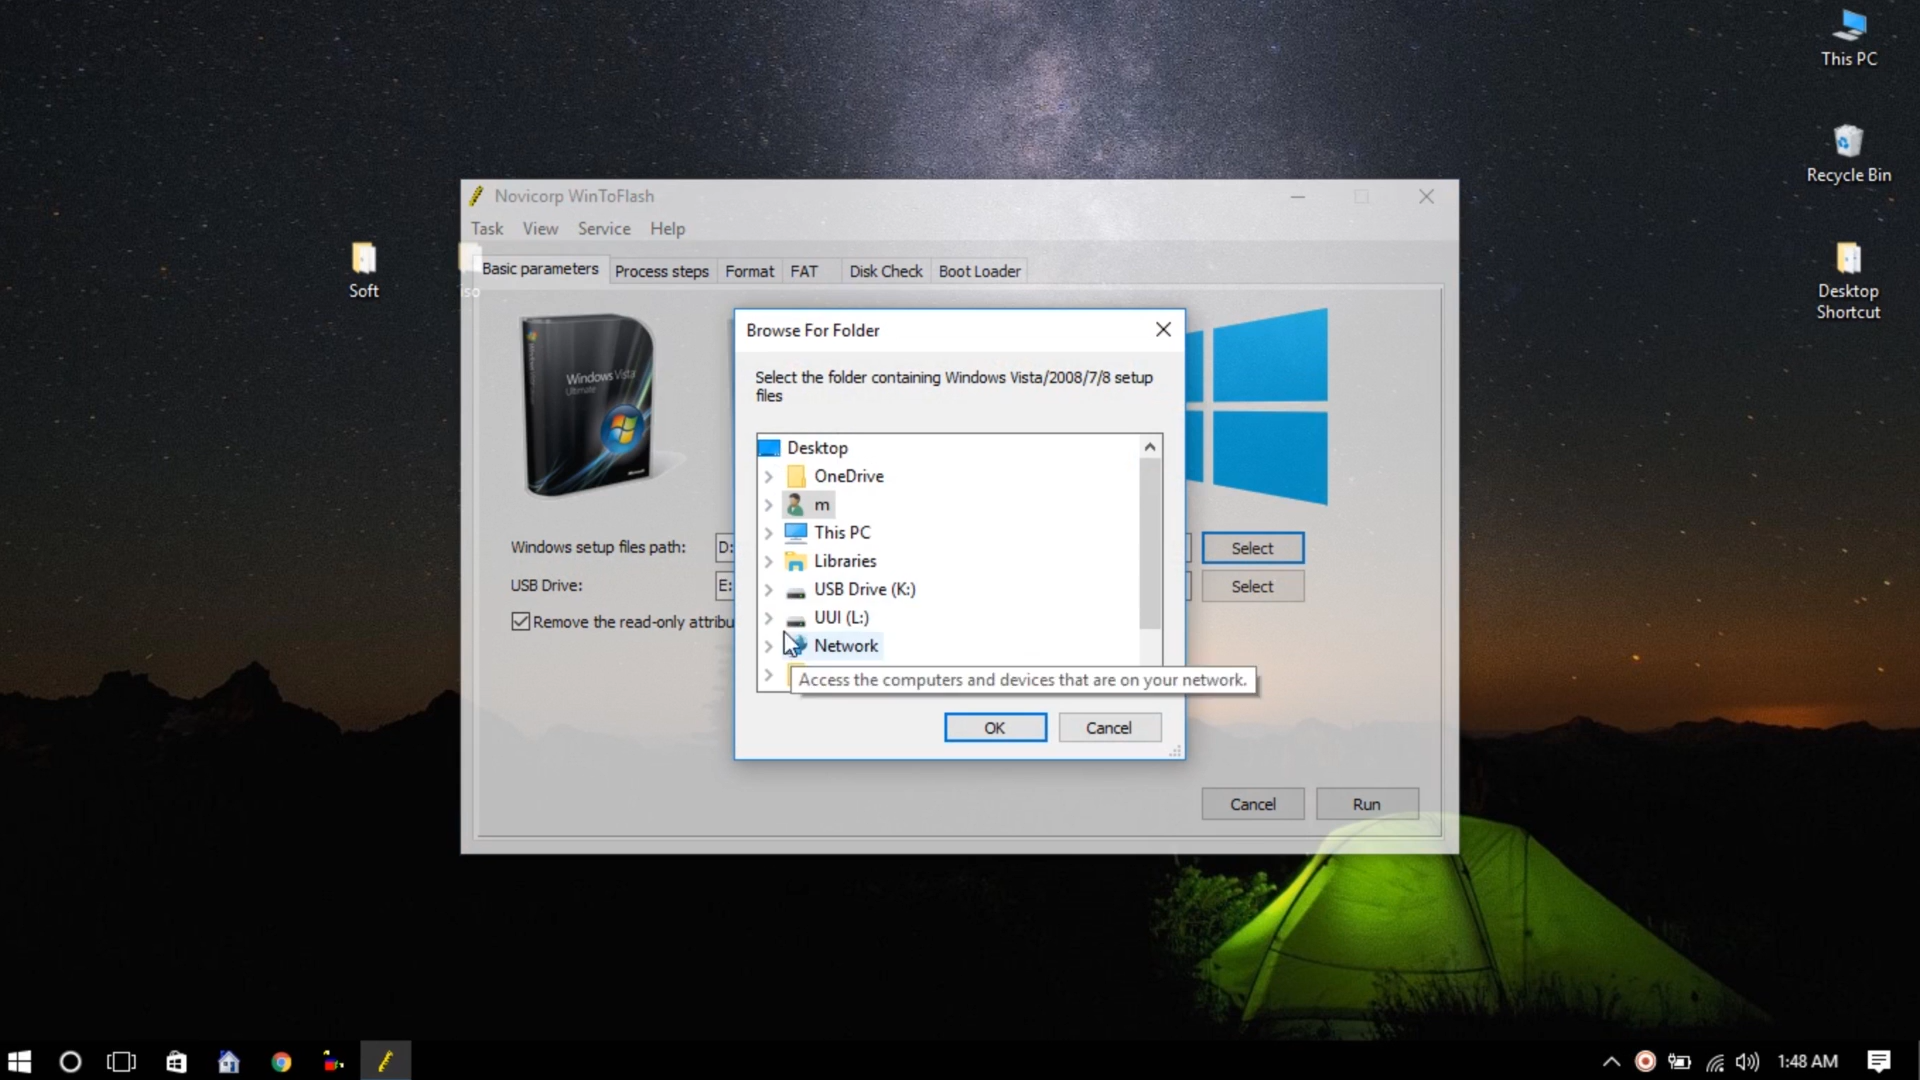 This PC
Recycle Bin
Desktop
Shortcut
Soft
iso
Novicorp WinToFlash
Task View Service Help
Basic parameters Process steps Format FAT Disk Check Boot Loader
Windows Vista
Ultimate
Windows setup files path: D: Select
USB Drive: E: Select
Remove the read-only attribu
Browse For Folder
Select the folder containing Windows Vista/2008/7/8 setup
files
Desktop
OneDrive
m
This PC
Libraries
USB Drive (K:)
UUI (L:)
Network
Access the computers and devices that are on your network.
OK Cancel
Cancel Run
1:48 AM